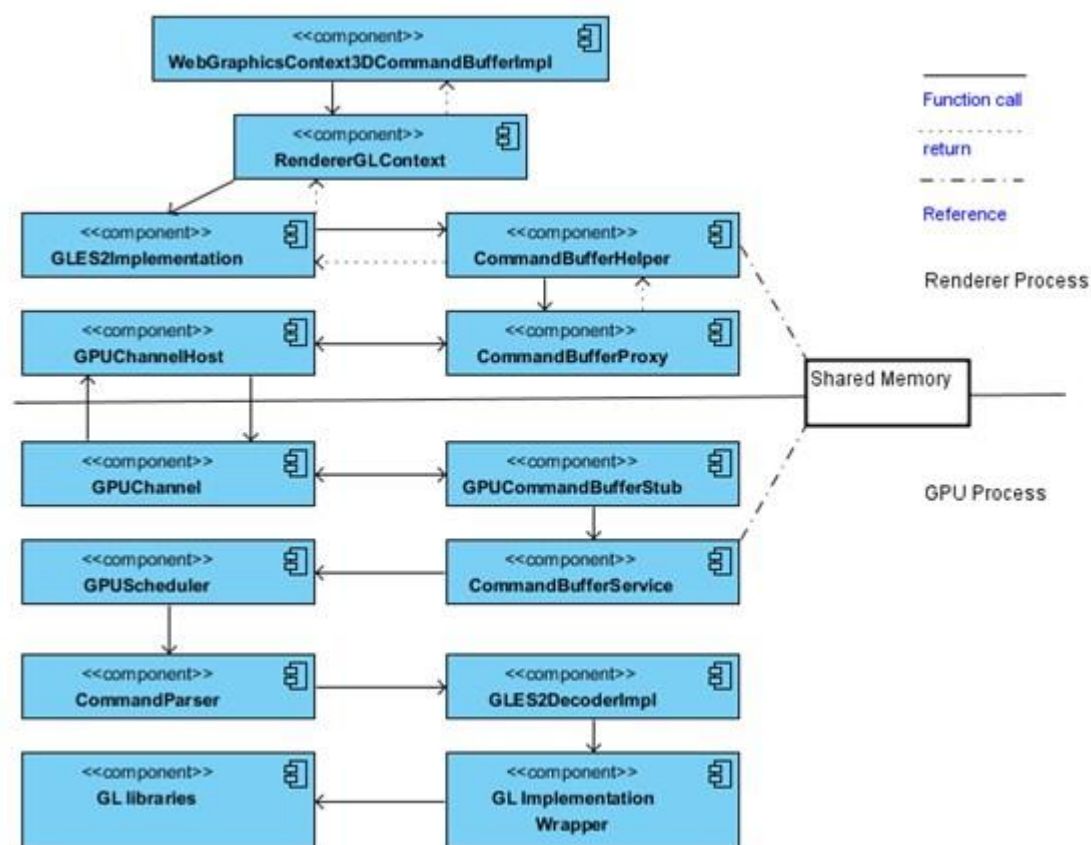 <<component>>
WebGraphicsContext3DCommandBufferImpl
<<component>>
RendererGLContext
<<component>>
GLES2Implementation
<<component>>
CommandBufferHelper
<<component>>
GPUChannelHost
<<component>>
CommandBufferProxy
<<component>>
GPUChannel
<<component>>
GPUCommandBufferStub
<<component>>
GPUScheduler
<<component>>
CommandBufferService
<<component>>
CommandParser
<<component>>
GLES2DecoderImpl
<<component>>
GL libraries
<<component>>
GL Implementation
Wrapper
Function call
return
Reference
Renderer Process
Shared Memory
GPU Process